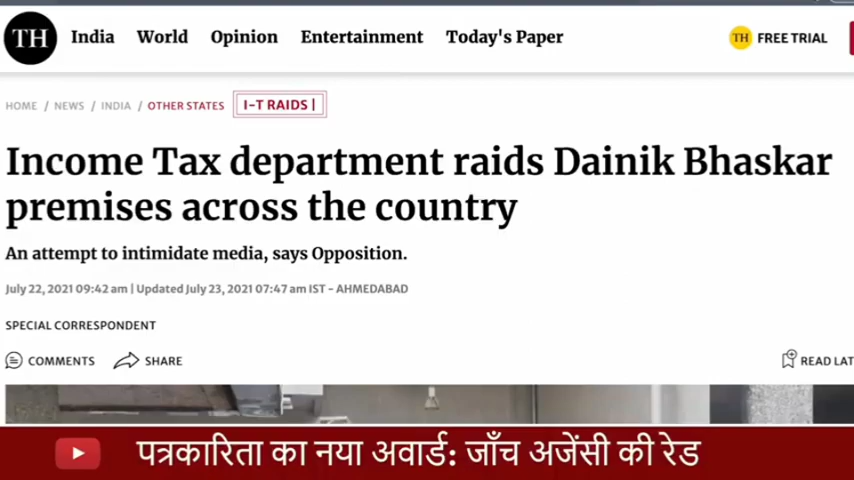 TH India World Opinion Entertainment Today's Paper TH FREE TRIAL
HOME / NEWS / INDIA / OTHER STATES I-T RAIDS |
Income Tax department raids Dainik Bhaskar
premises across the country
An attempt to intimidate media, says Opposition.
July 22, 2021 09:42 am | Updated July 23, 2021 07:47 am IST - AHMEDABAD
SPECIAL CORRESPONDENT
COMMENTS SHARE READ LAT
पत्रकारिता का नया अवार्ड: जाँच अजेंसी की रेड